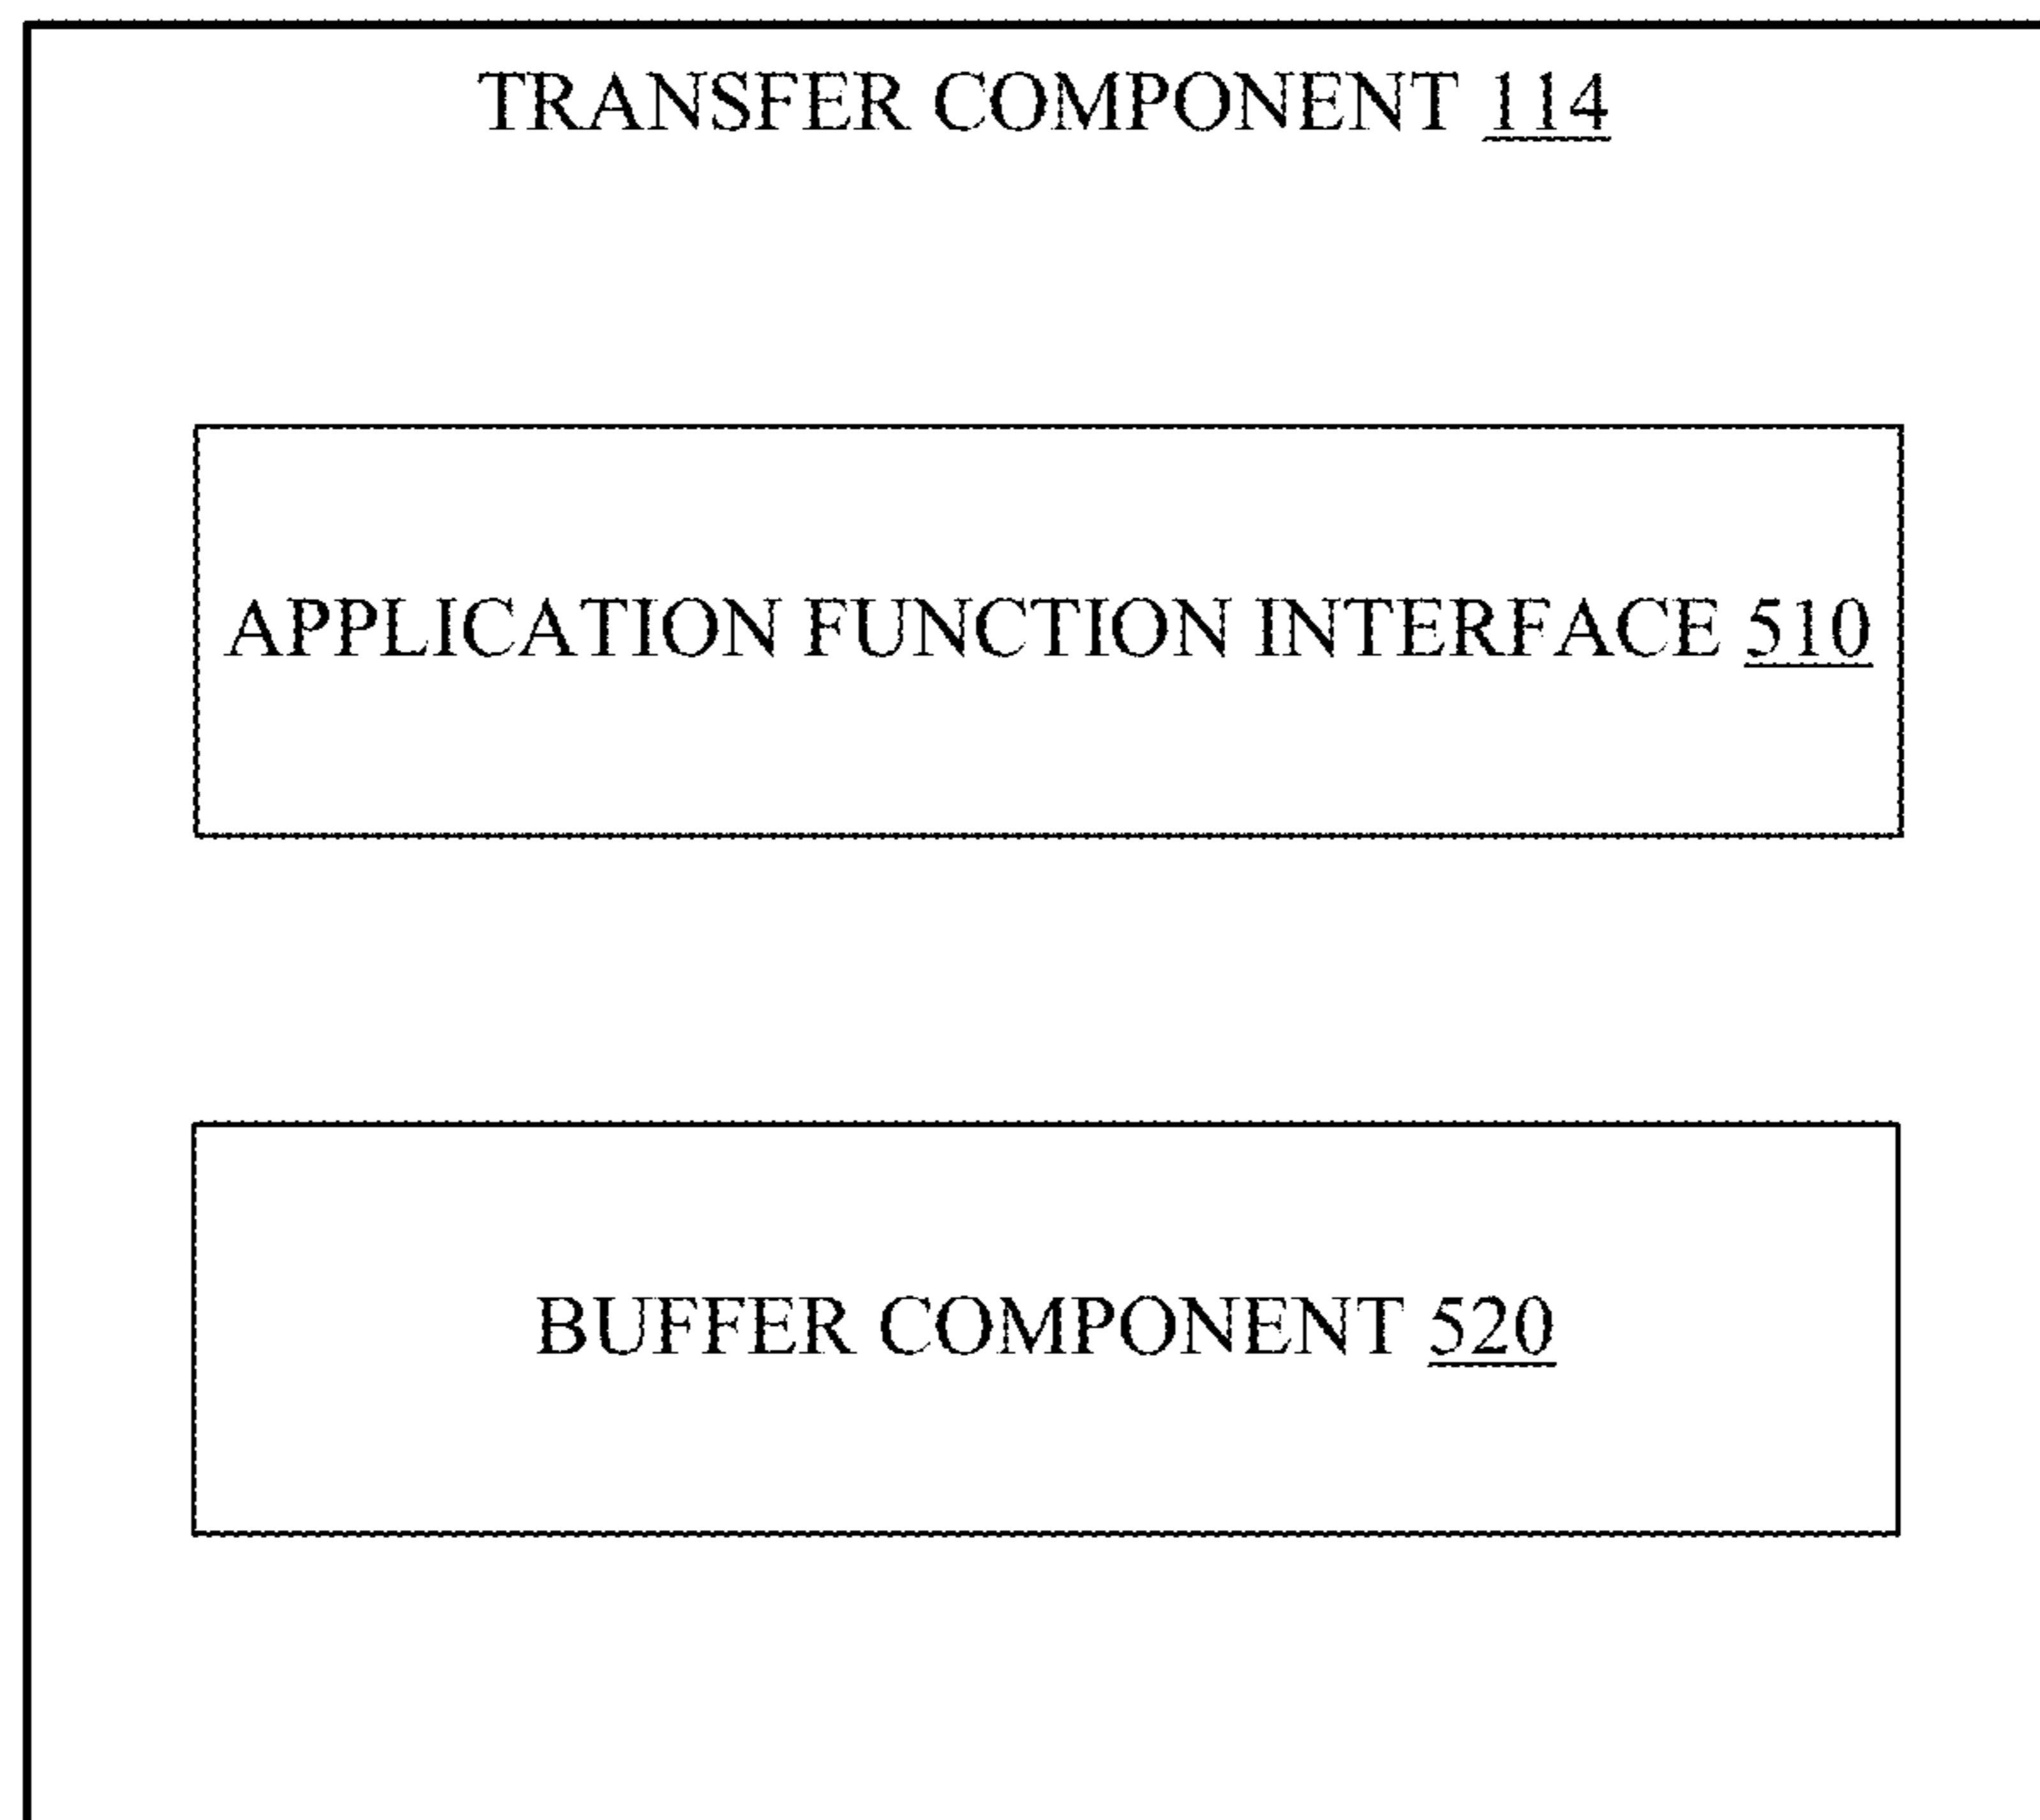 TRANSFER COMPONENT 114
APPLICATION FUNCTION INTERFACE 510
BUFFER COMPONENT 520